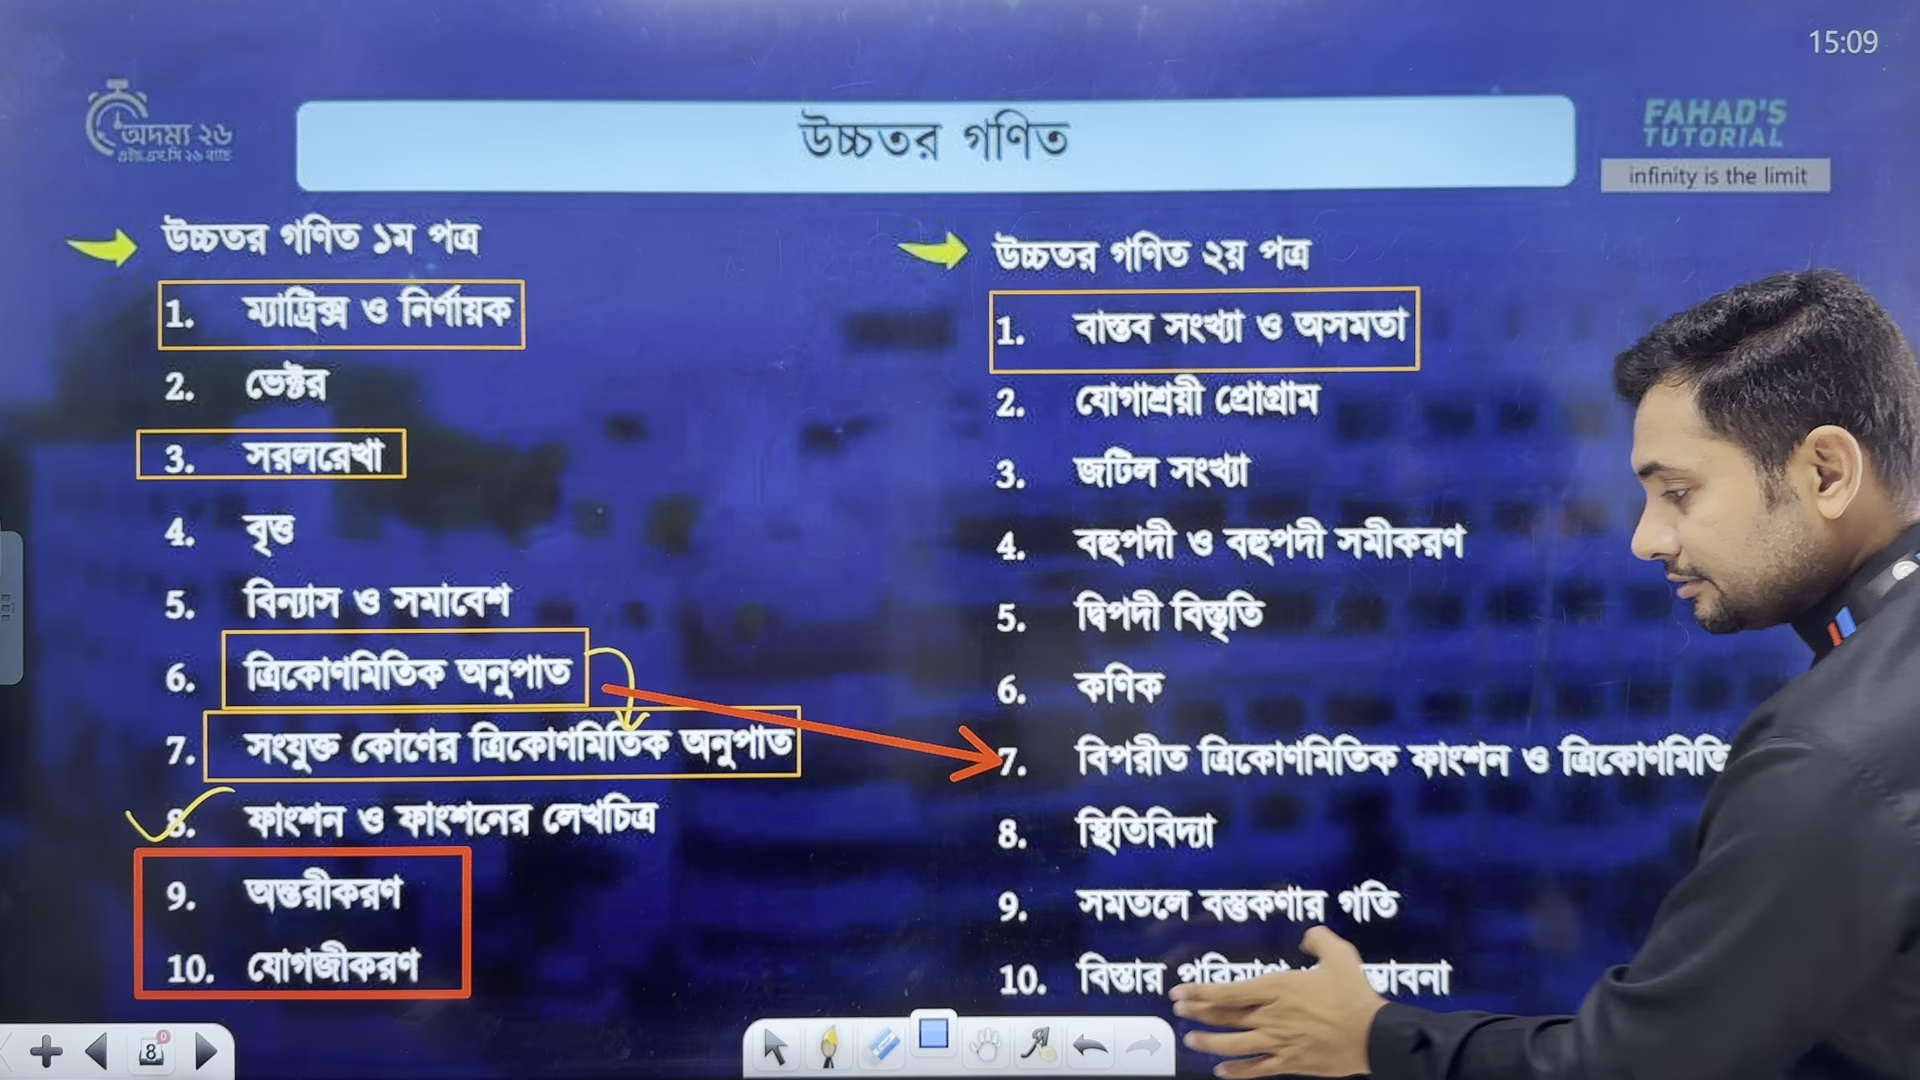 15:09
অদম্য ২৬
এইচ.এস.সি ২৬ ব্যাচ
উচ্চতর গণিত
FAHAD'S
TUTORIAL
infinity is the limit
উচ্চতর গণিত ১ম পত্র
1. ম্যাট্রিক্স ও নির্ণায়ক
2. ভেক্টর
3. সরলরেখা
4. বৃত্ত
5. বিন্যাস ও সমাবেশ
6. ত্রিকোণমিতিক অনুপাত
7. সংযুক্ত কোণের ত্রিকোণমিতিক অনুপাত
8. ফাংশন ও ফাংশনের লেখচিত্র
9. অন্তরীকরণ
10. যোগজীকরণ
উচ্চতর গণিত ২য় পত্র
1. বাস্তব সংখ্যা ও অসমতা
2. যোগাশ্রয়ী প্রোগ্রাম
3. জটিল সংখ্যা
4. বহুপদী ও বহুপদী সমীকরণ
5. দ্বিপদী বিস্তৃতি
6. কণিক
7. বিপরীত ত্রিকোণমিতিক ফাংশন ও ত্রিকোণমিতি
8. স্থিতিবিদ্যা
9. সমতলে বস্তুকণার গতি
10. বিস্তার
8
0